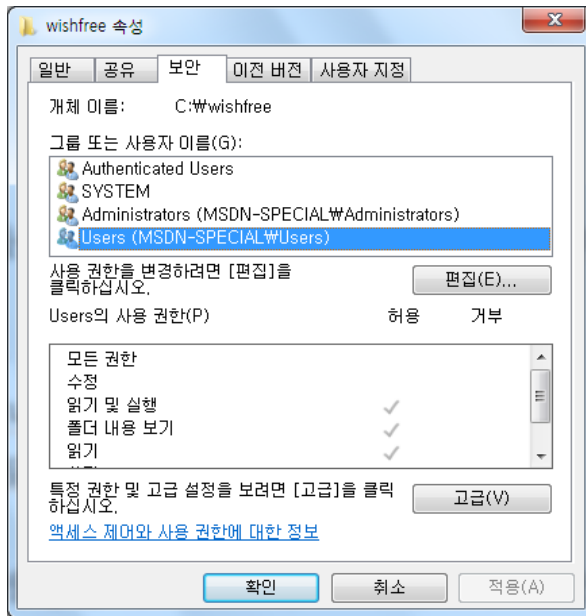 wishfree 속성
일반 공유 보안 이전 버전 사용자 지정
개체 이름: C:₩wishfree
그룹 또는 사용자 이름(G):
Authenticated Users
SYSTEM
Administrators (MSDN-SPECIAL₩Administrators)
Users (MSDN-SPECIAL₩Users)
사용 권한을 변경하려면 [편집]을
클릭하십시오.
편집(E)...
Users의 사용 권한(P) 허용 거부
모든 권한
수정
읽기 및 실행
폴더 내용 보기
읽기
특정 권한 및 고급 설정을 보려면 [고급]을 클릭
하십시오.
고급(V)
액세스 제어와 사용 권한에 대한 정보
확인 취소 적용(A)